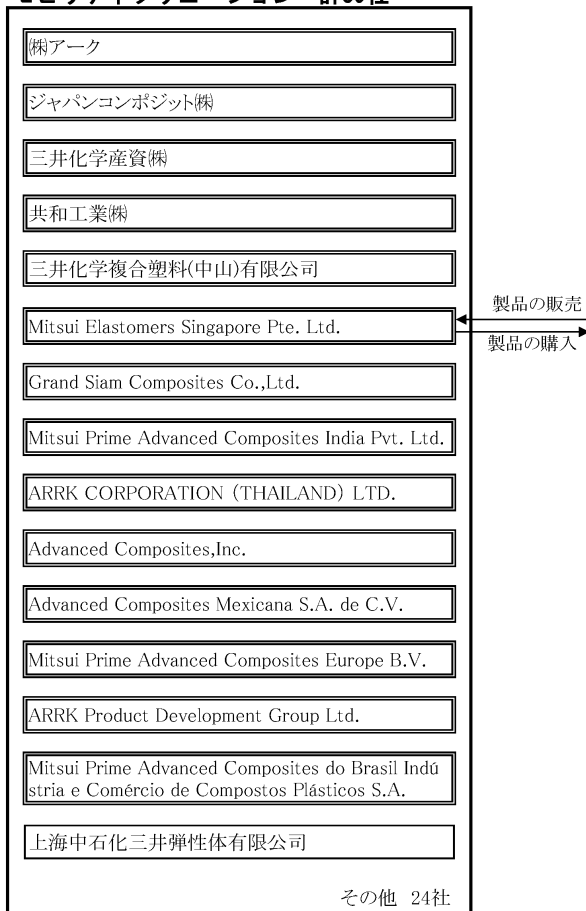 ㈱アーク
ジャパンコンポジット㈱
三井化学産資㈱
共和工業㈱
三井化学複合塑料(中山)有限公司
Mitsui Elastomers Singapore Pte. Ltd.
製品の販売
製品の購入
Grand Siam Composites Co.,Ltd.
Mitsui Prime Advanced Composites India Pvt. Ltd.
ARRK CORPORATION (THAILAND) LTD.
Advanced Composites,Inc.
Advanced Composites Mexicana S.A. de C.V.
Mitsui Prime Advanced Composites Europe B.V.
ARRK Product Development Group Ltd.
Mitsui Prime Advanced Composites do Brasil Indú
stria e Comércio de Compostos Plásticos S.A.
上海中石化三井弾性体有限公司
その他 24社